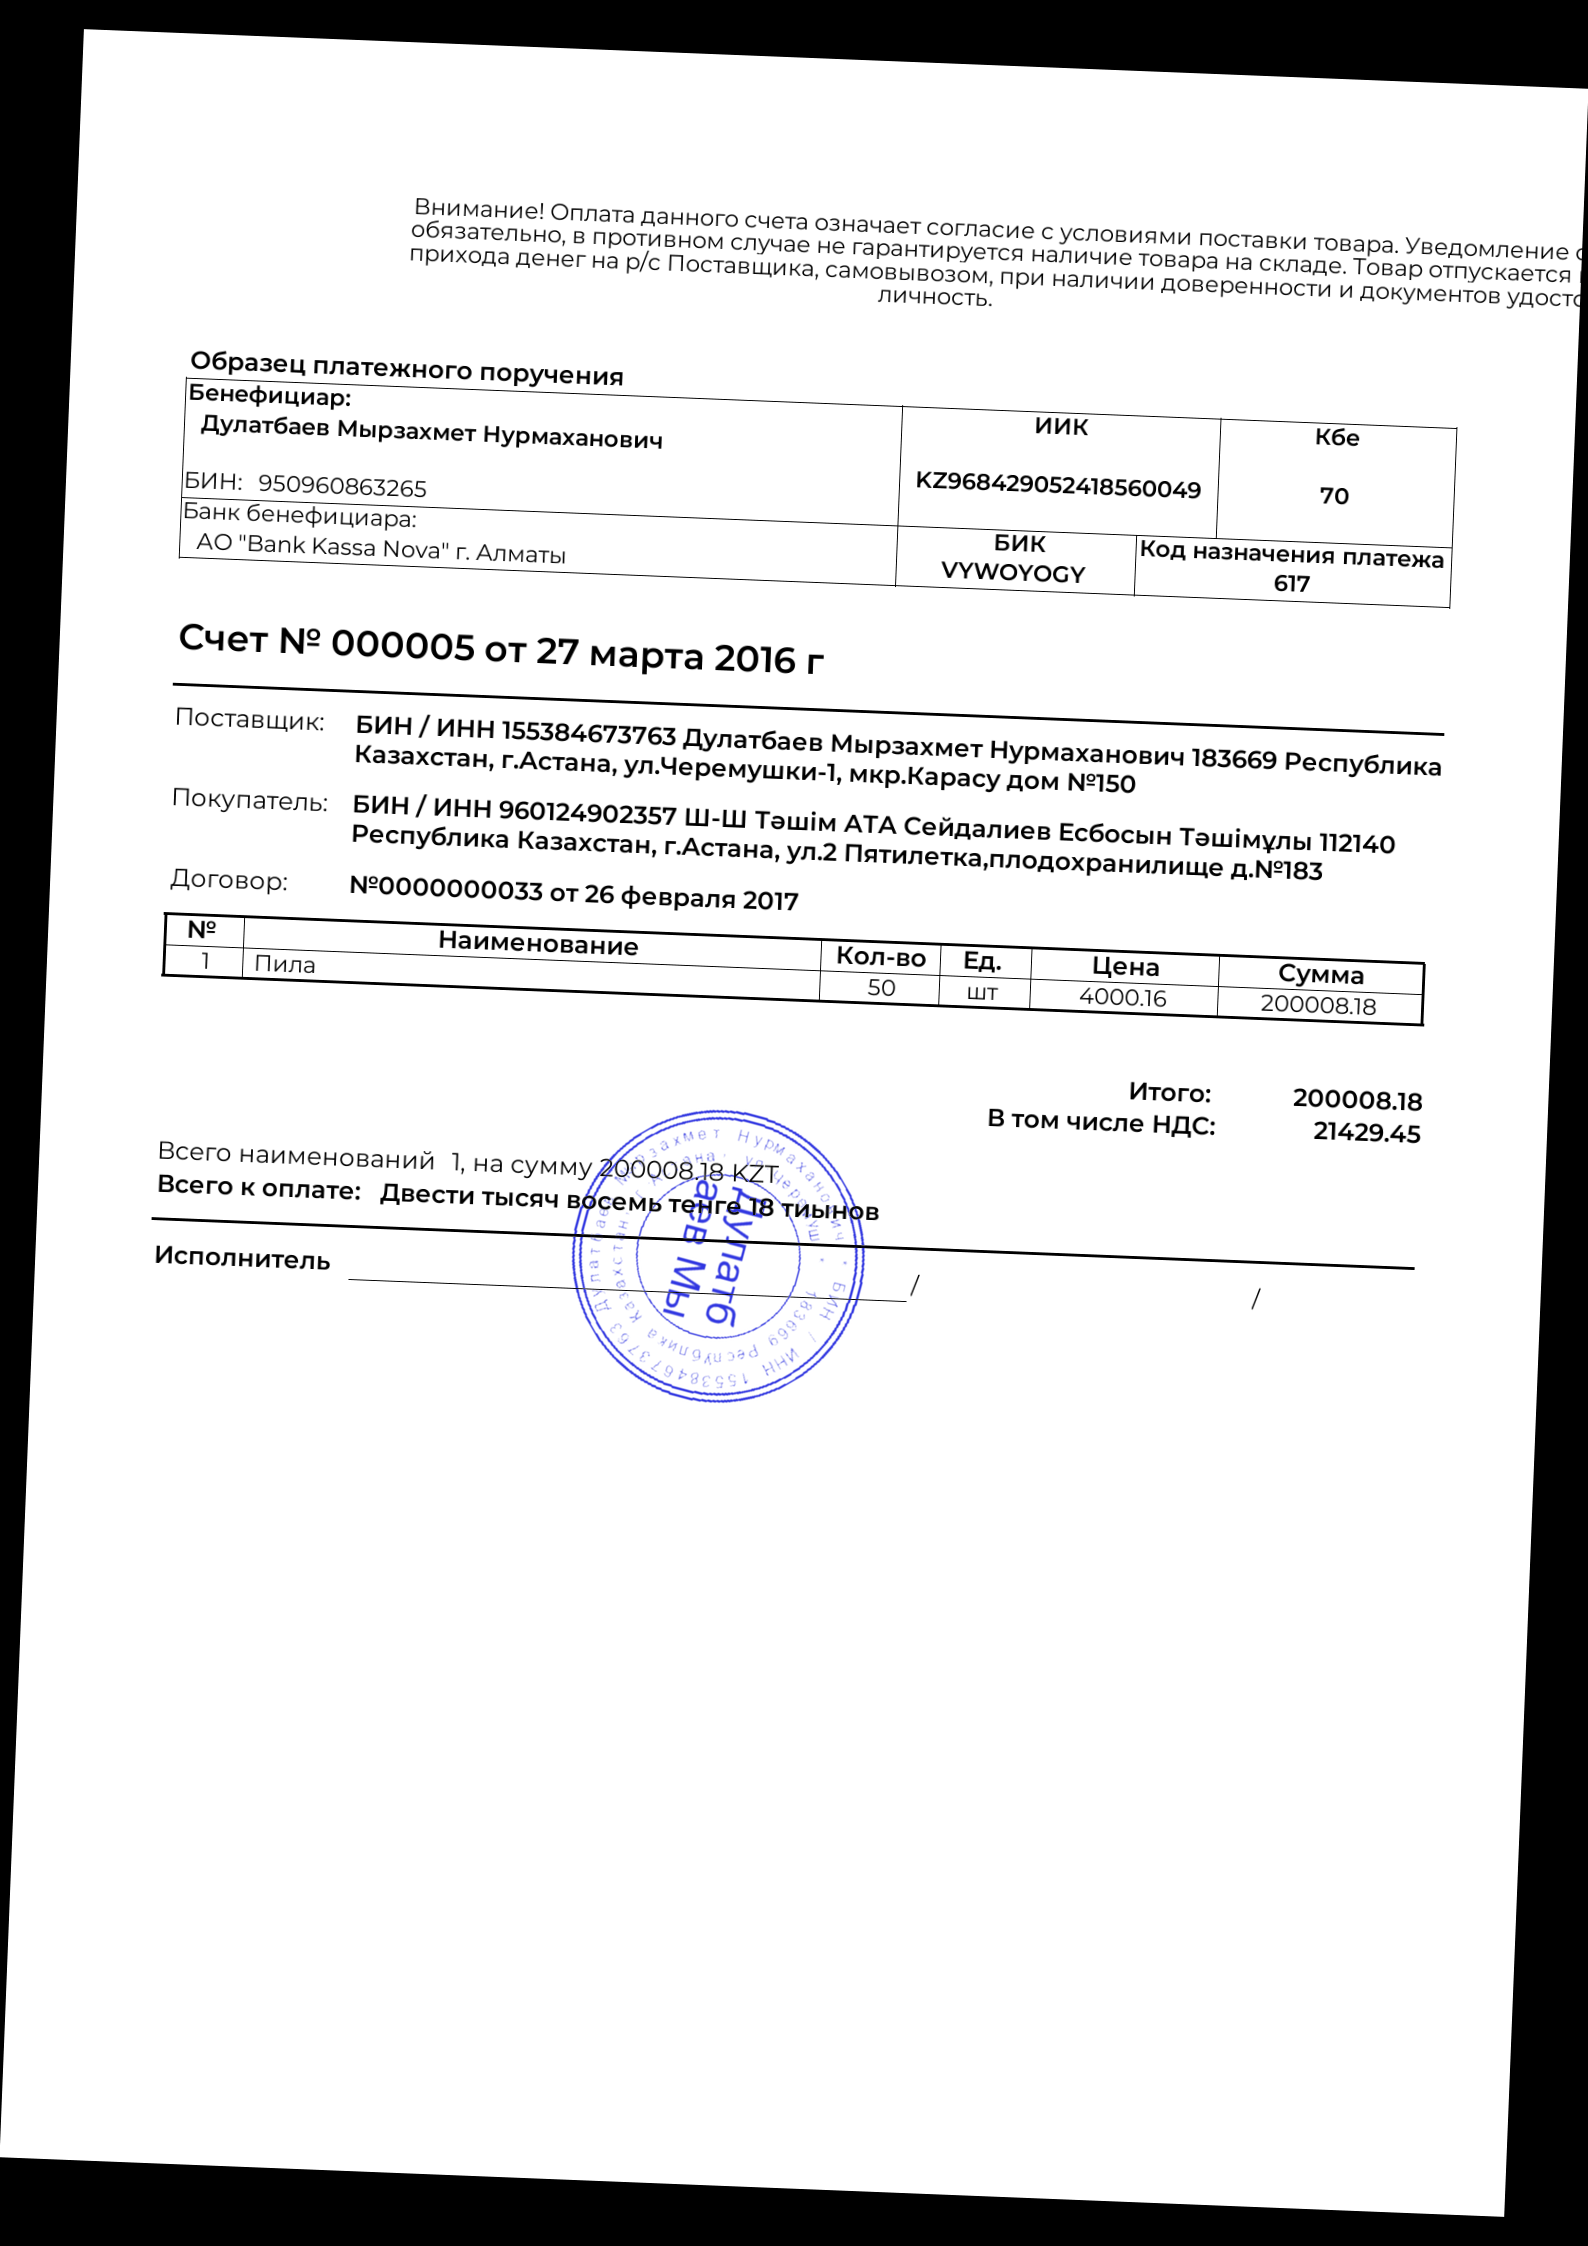 Внимание! Оплата данного счета означает согласие с условиями поставки товара. Уведомление
обязательно, в противном случае не гарантируется наличие товара на складе. Товар отпускается
прихода денег на р/с Поставщика, самовывозом, при наличии доверенности и документов
личность.
Образец платежного поручения
Бенефициар: ИИК Кбе
Дулатбаев Мырзахмет Нурмаханович
БИН: 950960863265 KZ968429052418560049 70
Банк бенефициара: БИК Код назначения платежа
АО "Bank Kassa Nova" г. Алматы VYWOYOGY 617
Счет № 000005 от 27 марта 2016 г
Поставщик: БИН / ИНН 155384673763 Дулатбаев Мырзахмет Нурмаханович 183669 Республика
Казахстан, г.Астана, ул.Черемушки-1, мкр.Карасу дом №150
Покупатель: БИН / ИНН 960124902357 Ш-Ш Тәшім АТА Сейдалиев Есбосын Тәшімұлы 112140
Республика Казахстан, г.Астана, ул.2 Пятилетка,плодохранилище д.№183
Договор: №0000000033 от 26 февраля 2017
№ Наименование Кол-во Ед. Цена Сумма
1 Пила 50 шт 4000.16 200008.18
Итого: 200008.18
В том числе НДС: 21429.45
Всего наименований 1, на сумму 200008.18 KZT
Всего к оплате: Двести тысяч восемь тенге 18 тиынов
Исполнитель / /
БИН / ИНН 155384673763 Дулатбаев Мырзахмет Нурмаханович
183669 Республика Казахстан, г.Астана, ул.Черемуш
Дулатб
аев Мы